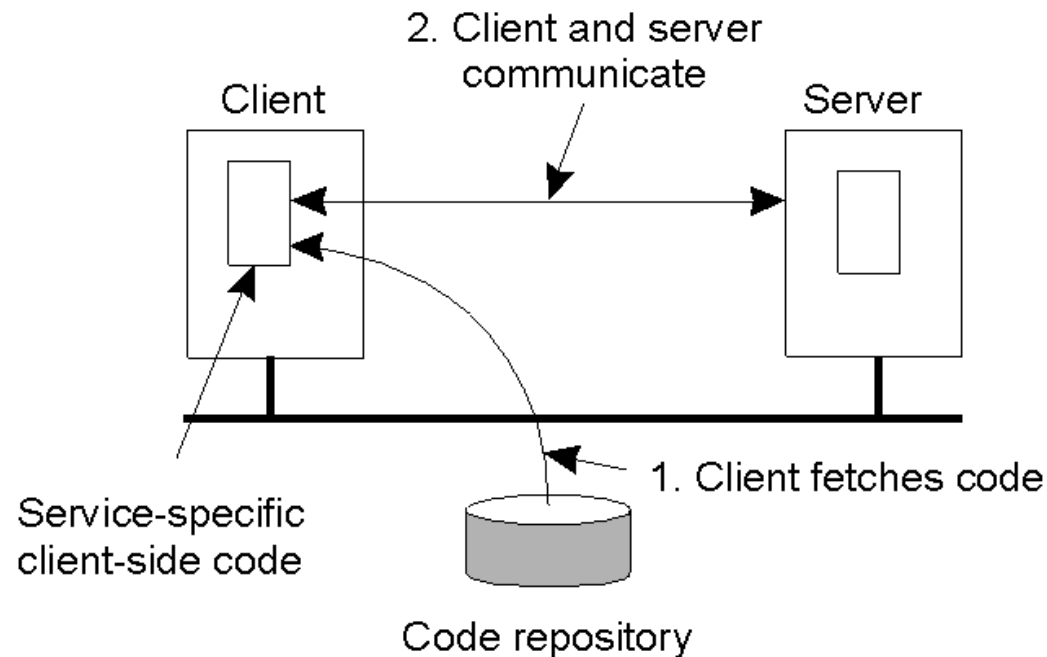 2. Client and server
communicate
Client
Server
1. Client fetches code
Service-specific
client-side code
Code repository